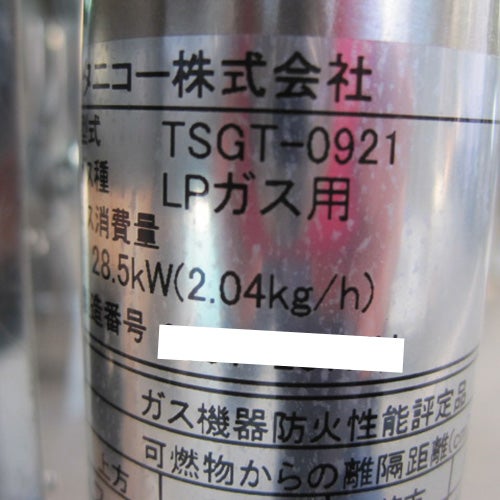 タニコー株式会社
型式 TSGT-0921
ガス種 LPガス用
ガス消費量
28.5kW(2.04kg/h)
製造番号
ガス機器防火性能評定品
可燃物からの離隔距離(cm
上方